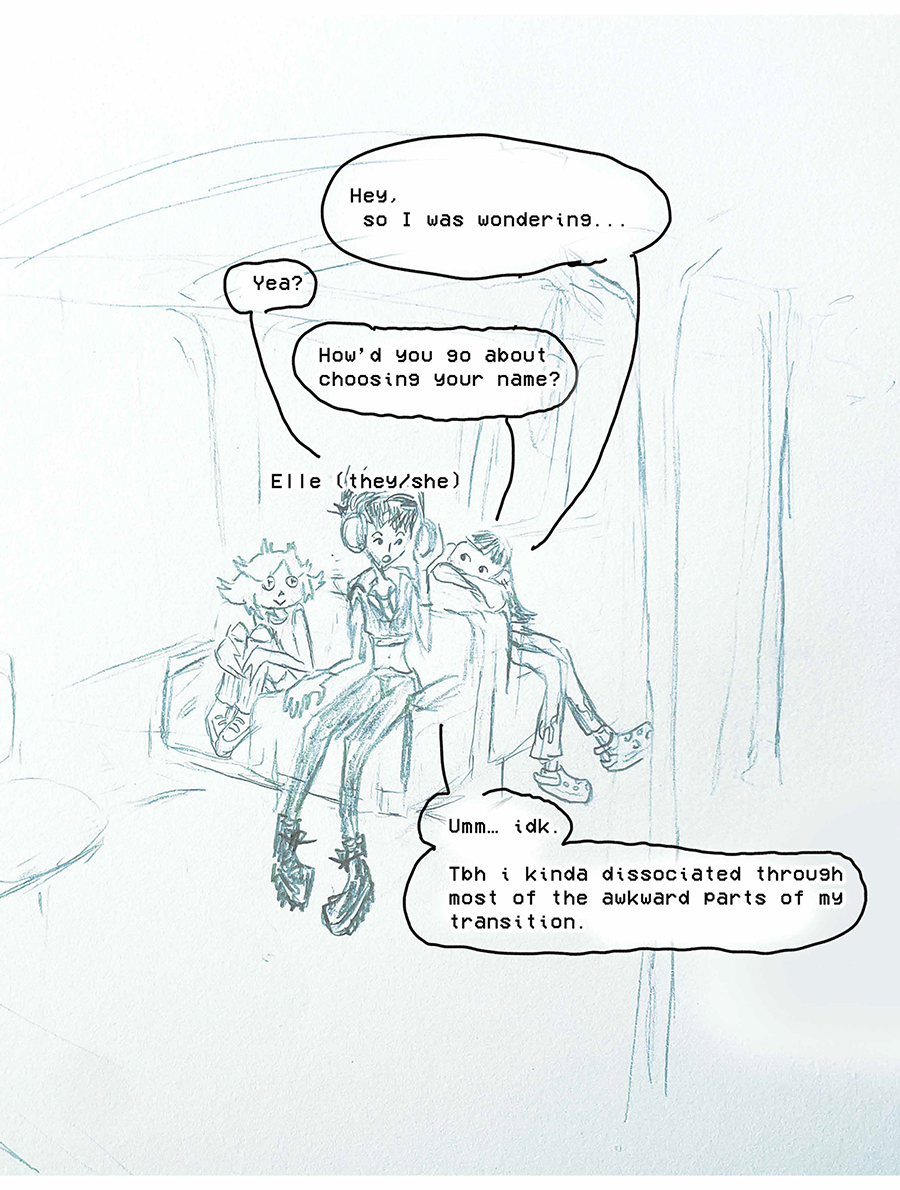 Hey,
so I was wondering...
Yea?
How'd you go about
choosing your name?
Elle (they/she)
Umm… idk.
Tbh i kinda dissociated through
most of the awkward parts of my
transition.